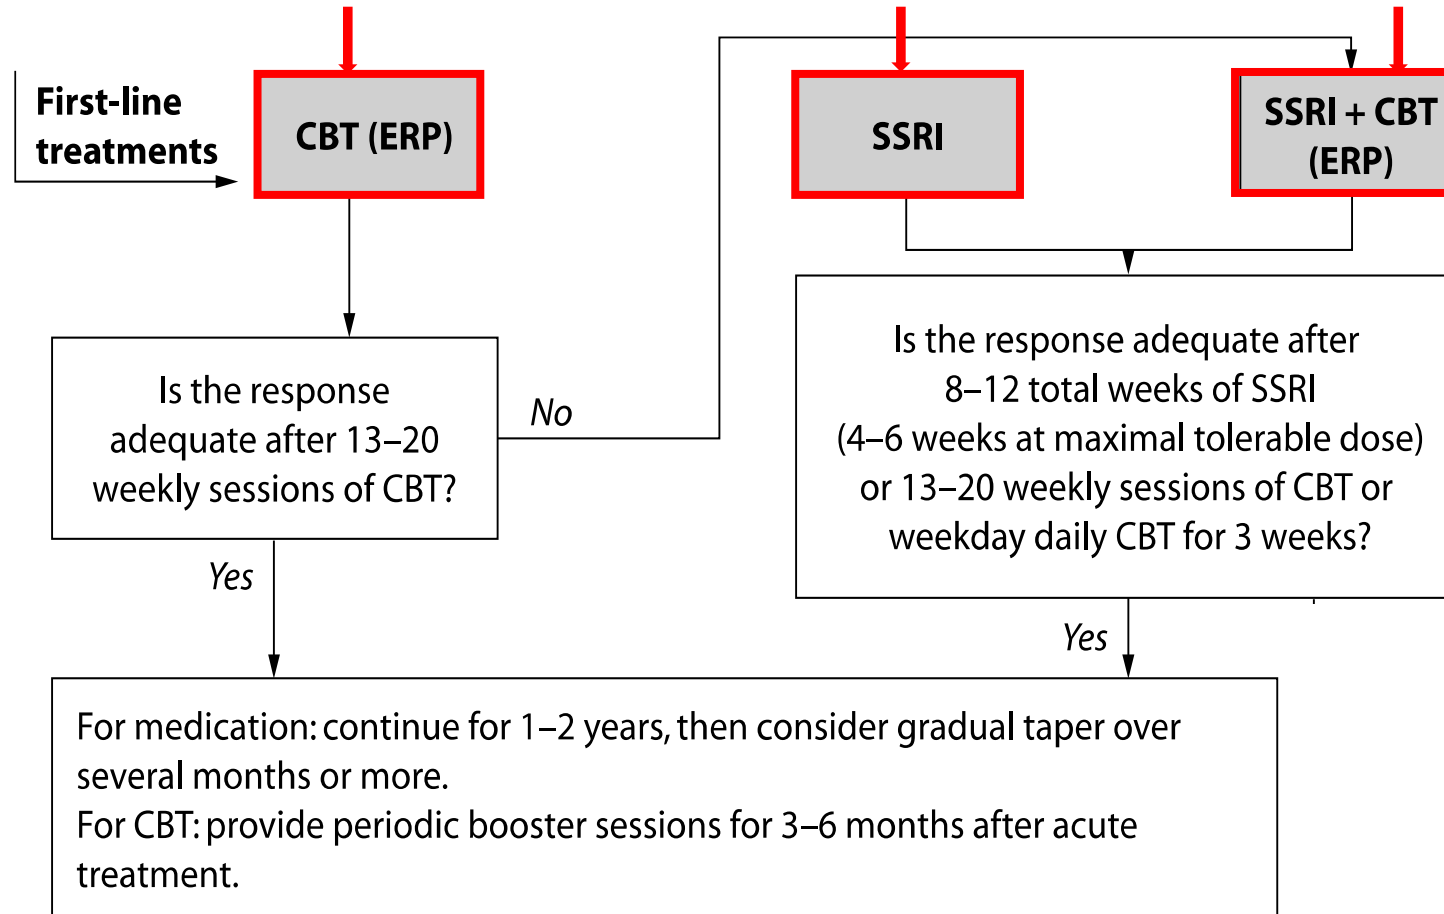 First-line
treatments
CBT (ERP)
SSRI
SSRI + CBT
(ERP)
Is the response
adequate after 13–20
weekly sessions of CBT?
No
Is the response adequate after
8–12 total weeks of SSRI
(4–6 weeks at maximal tolerable dose)
or 13–20 weekly sessions of CBT or
weekday daily CBT for 3 weeks?
Yes
Yes
For medication: continue for 1–2 years, then consider gradual taper over
several months or more.
For CBT: provide periodic booster sessions for 3–6 months after acute
treatment.